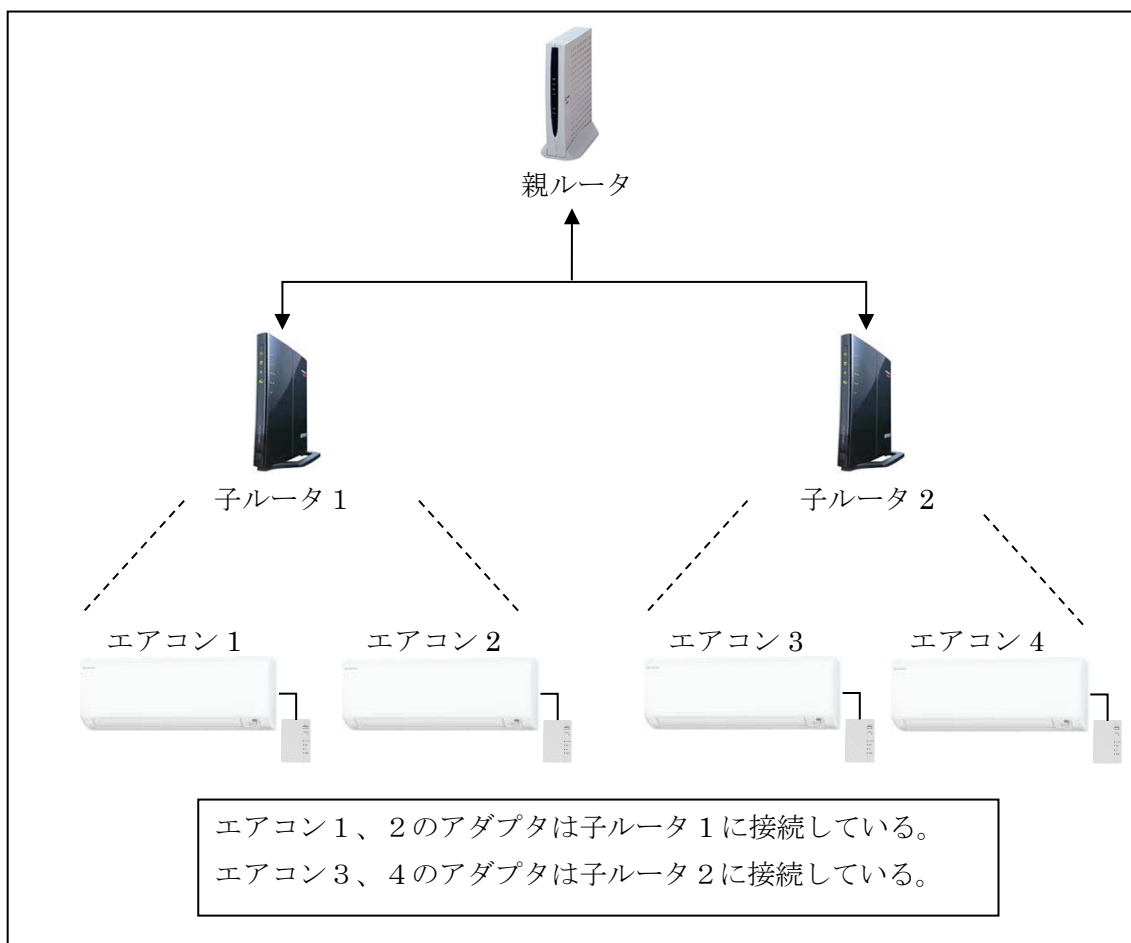 親ルータ
子ルータ1
子ルータ2
エアコン1
エアコン2
エアコン3
エアコン4
エアコン1、2のアダプタは子ルータ1に接続している。
エアコン3、4のアダプタは子ルータ2に接続している。